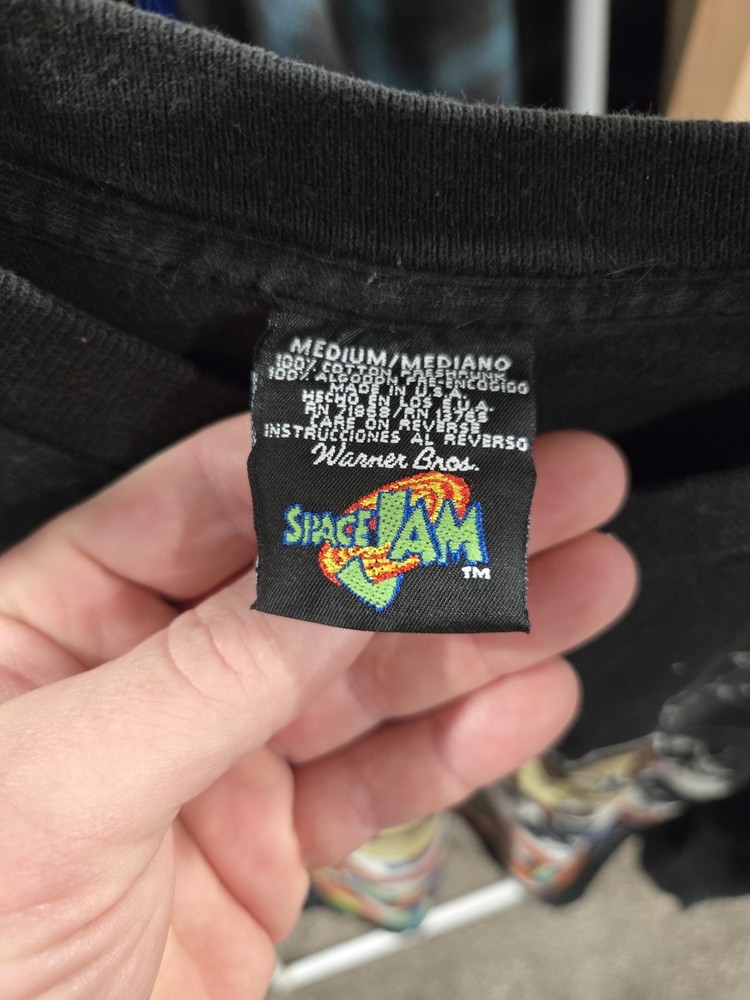 MEDIUM/MEDIANO
100% COTTON PRESHRUNK
100% ALGODON PRE-ENCOGIDO
MADE IN U.S.A.
HECHO EN LOS E.U.A.
CARE ON REVERSE
INSTRUCCIONES AL REVERSO
Warner Bros.
SPACE JAM
TM